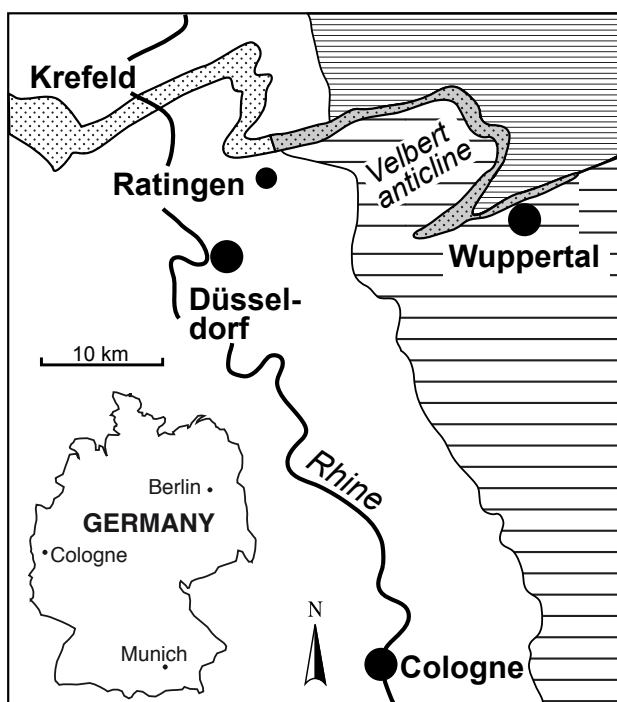 Krefeld
Velbert
anticline
Ratingen
Wuppertal
Düssel-
dorf
10 km
Rhine
Berlin
GERMANY
Cologne
Munich
N
Cologne